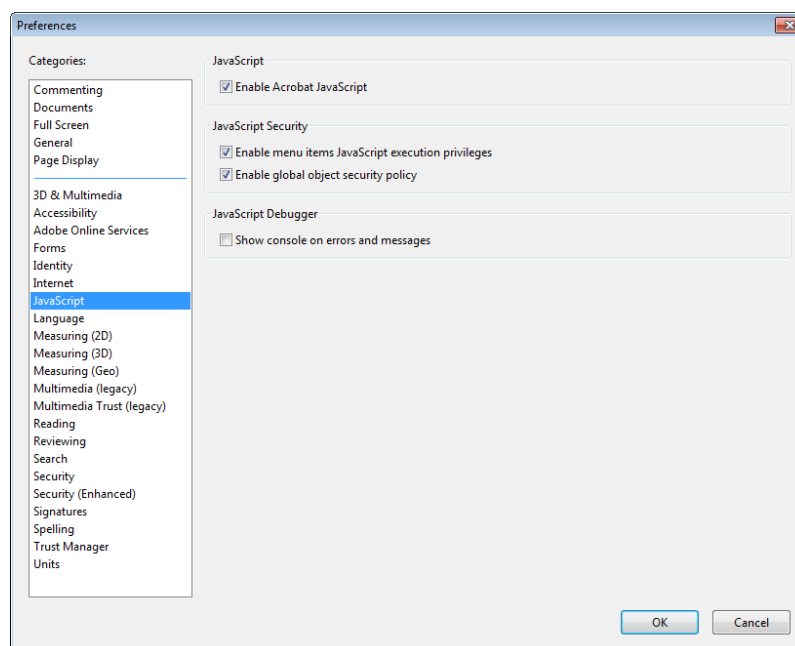 Preferences
Categories:
Commenting
Documents
Full Screen
General
Page Display
3D & Multimedia
Accessibility
Adobe Online Services
Forms
Identity
Internet
JavaScript
Language
Measuring (2D)
Measuring (3D)
Measuring (Geo)
Multimedia (legacy)
Multimedia Trust (legacy)
Reading
Reviewing
Search
Security
Security (Enhanced)
Signatures
Spelling
Trust Manager
Units
JavaScript
Enable Acrobat JavaScript
JavaScript Security
Enable menu items JavaScript execution privileges
Enable global object security policy
JavaScript Debugger
Show console on errors and messages
OK
Cancel